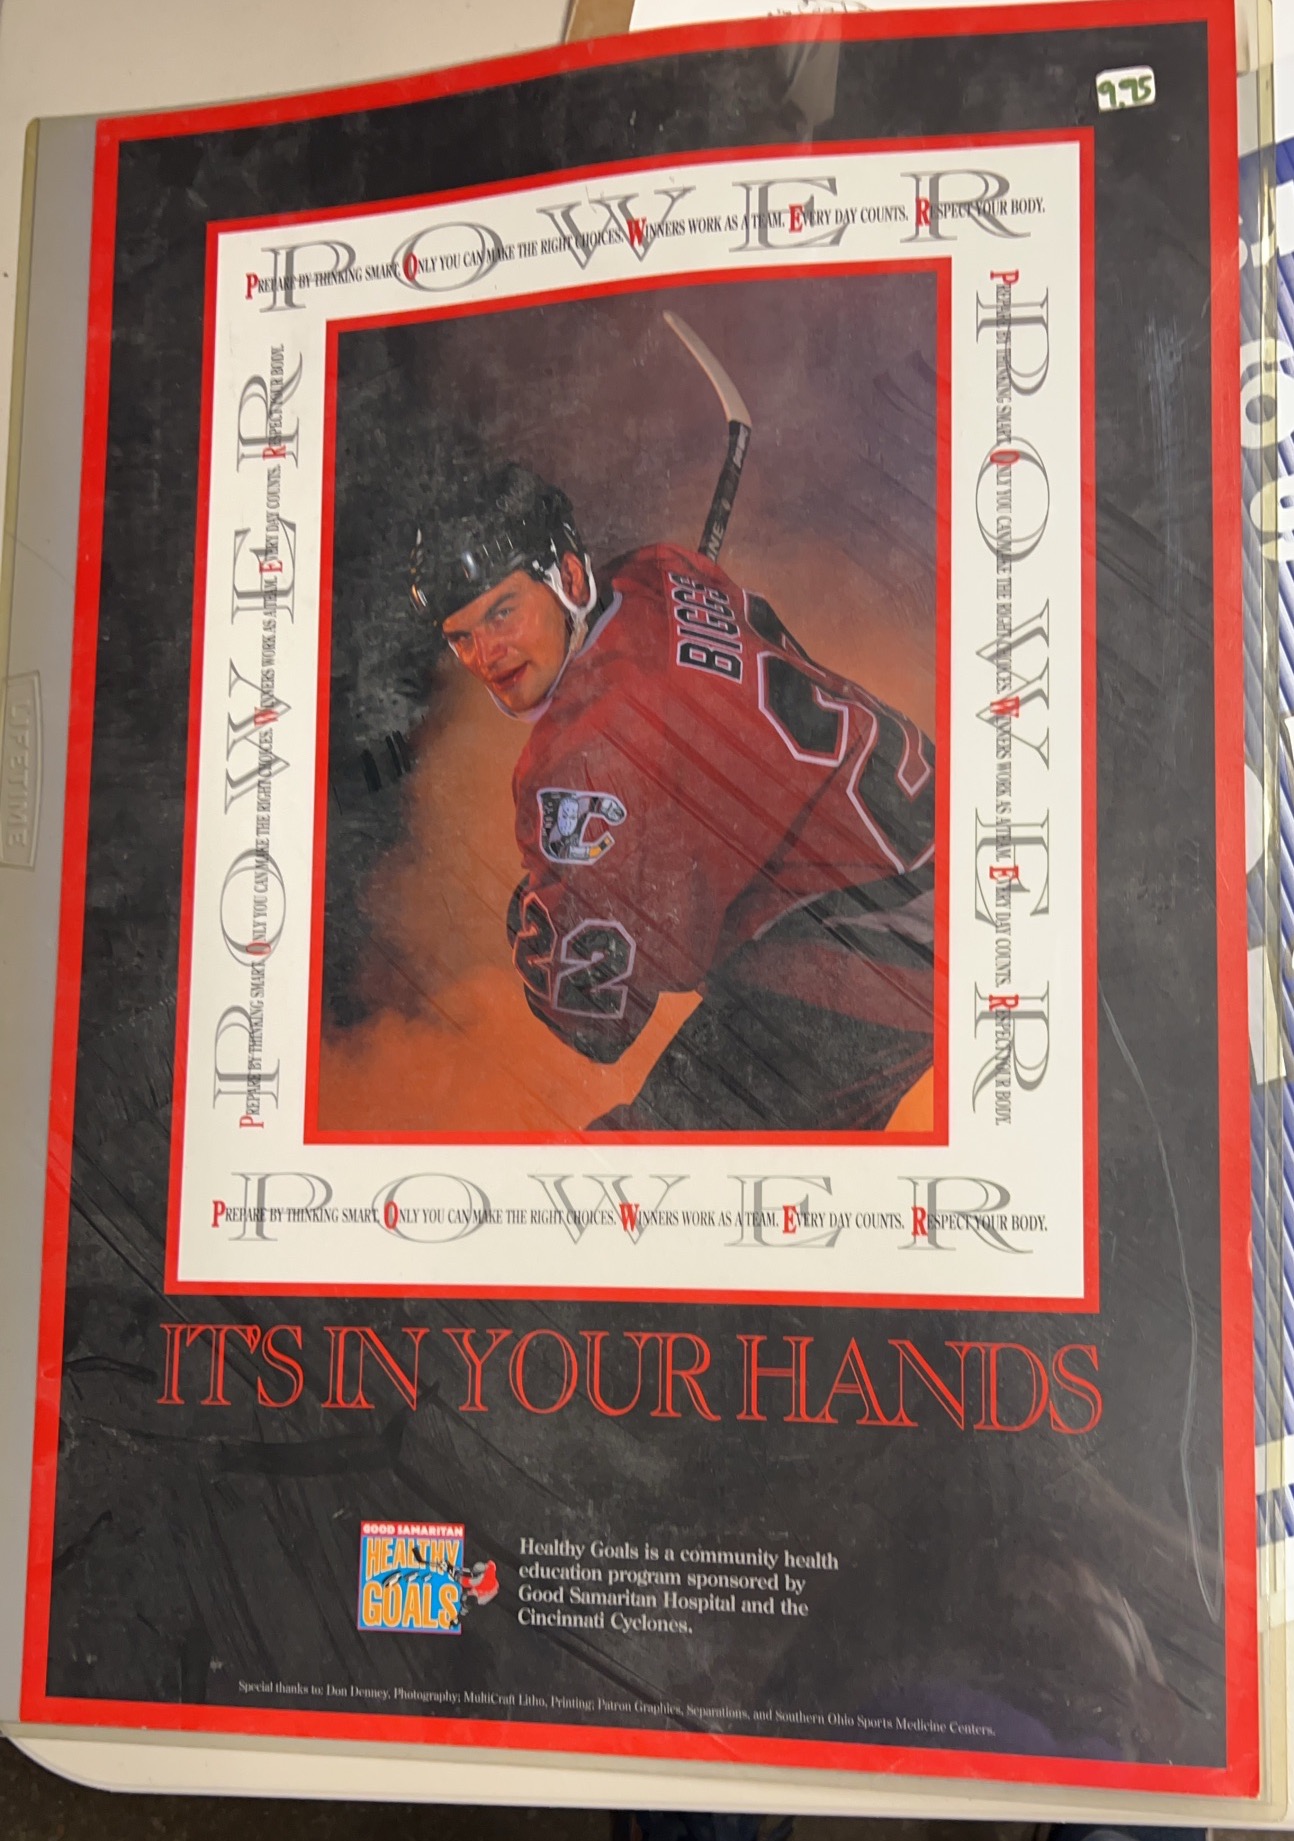 9.95
POWER
PREPARE BY THINKING SMART. ONLY YOU CAN MAKE THE RIGHT CHOICES. WINNERS WORK AS A TEAM. EVERY DAY COUNTS. RESPECT YOUR BODY.
POWER
PREPARE BY THINKING SMART. ONLY YOU CAN MAKE THE RIGHT CHOICES. WINNERS WORK AS A TEAM. EVERY DAY COUNTS. RESPECT YOUR BODY.
POWER
PREPARE BY THINKING SMART. ONLY YOU CAN MAKE THE RIGHT CHOICES. WINNERS WORK AS A TEAM. EVERY DAY COUNTS. RESPECT YOUR BODY.
BIGGS
22
22
LIFETIME
POWER
PREPARE BY THINKING SMART. ONLY YOU CAN MAKE THE RIGHT CHOICES. WINNERS WORK AS A TEAM. EVERY DAY COUNTS. RESPECT YOUR BODY.
IT'S IN YOUR HANDS
GOOD SAMARITAN
HEALTHY
GOALS
Healthy Goals is a community health
education program sponsored by
Good Samaritan Hospital and the
Cincinnati Cyclones.
Special thanks to: Don Denney, Photography; MultiCraft Litho, Printing; Patron Graphics, Separations, and Southern Ohio Sports Medicine Centers.